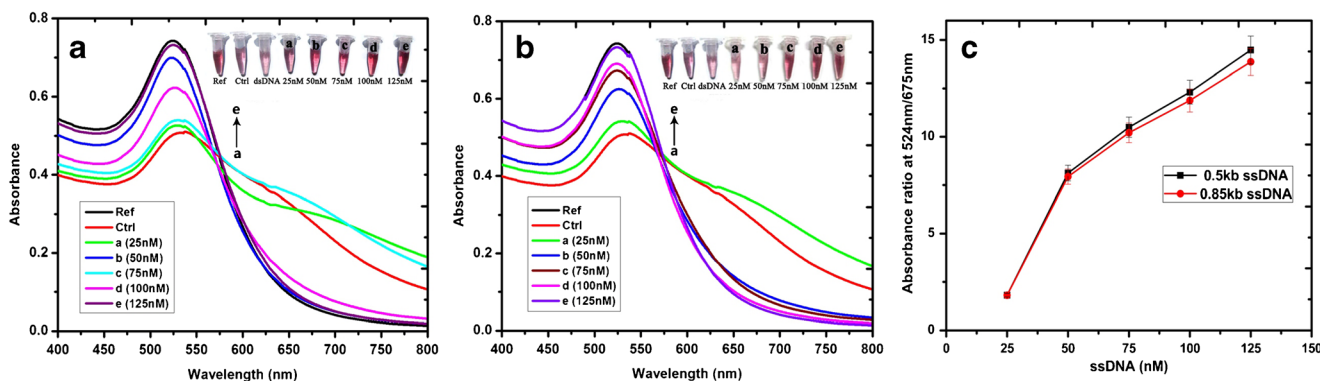 a
a b c d e
Ref Ctrl dsDNA 25nM 50nM 75nM 100nM 125nM
e
a
Ref
Ctrl
a (25nM)
b (50nM)
c (75nM)
d (100nM)
e (125nM)
0.8
0.6
0.4
0.2
0.0
Absorbance
400 450 500 550 600 650 700 750 800
Wavelength (nm)
b
a b c d e
Ref Ctrl dsDNA 25nM 50nM 75nM 100nM 125nM
e
a
Ref
Ctrl
a (25nM)
b (50nM)
c (75nM)
d (100nM)
e (125nM)
0.8
0.6
0.4
0.2
0.0
Absorbance
400 450 500 550 600 650 700 750 800
Wavelength (nm)
c
0.5kb ssDNA
0.85kb ssDNA
15
10
5
0
Absorbance ratio at 524nm/675nm
0 25 50 75 100 125 150
ssDNA (nM)